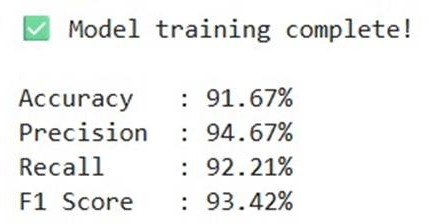 ✅ Model training complete!
Accuracy : 91.67%
Precision : 94.67%
Recall : 92.21%
F1 Score : 93.42%